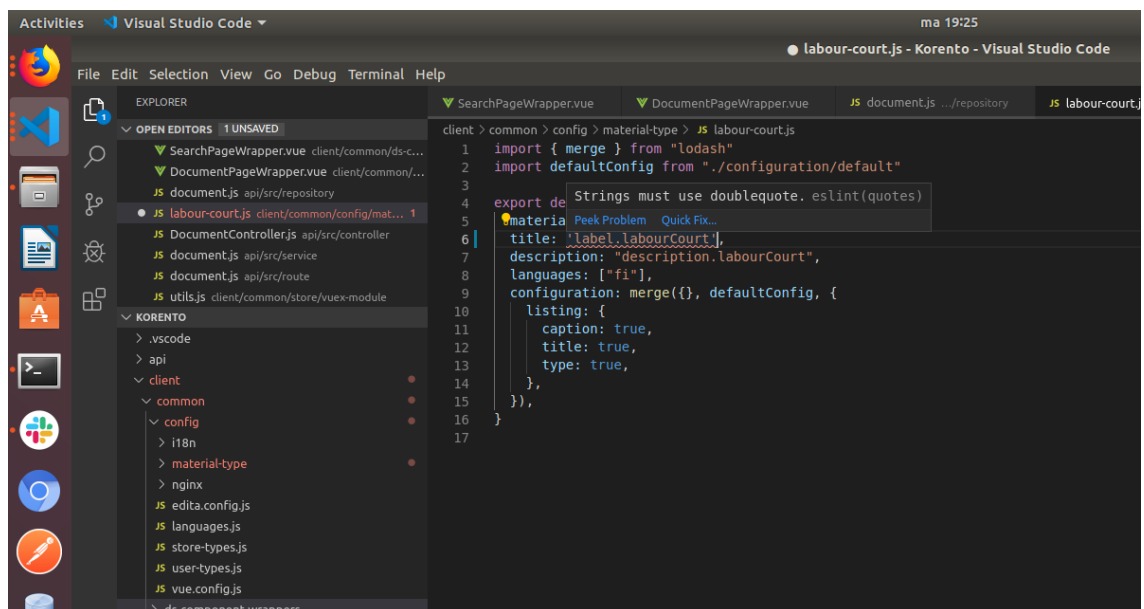 Activities Visual Studio Code ma 19:25
● labour-court.js - Korento - Visual Studio Code
File Edit Selection View Go Debug Terminal Help
EXPLORER
OPEN EDITORS 1 UNSAVED
SearchPageWrapper.vue client/common/ds-c...
DocumentPageWrapper.vue client/common/...
JS document.js api/src/repository
● JS labour-court.js client/common/config/mat... 1
JS DocumentController.js api/src/controller
JS document.js api/src/service
JS document.js api/src/route
JS utils.js client/common/store/vuex-module
KORENTO
> .vscode
> api
client
common
config
> i18n
> material-type
> nginx
JS edita.config.js
JS languages.js
JS store-types.js
JS user-types.js
JS vue.config.js
> ds-component-wrappers
1
SearchPageWrapper.vue DocumentPageWrapper.vue JS document.js .../repository JS labour-court.j
client > common > config > material-type > JS labour-court.js
1 import { merge } from "lodash"
2 import defaultConfig from "./configuration/default"
3
4 export de
5 materia
6 title: 'label.labourCourt',
7 description: "description.labourCourt",
8 languages: ["fi"],
9 configuration: merge({}, defaultConfig, {
10 listing: {
11 caption: true,
12 title: true,
13 type: true,
14 },
15 }),
16 }
17
Strings must use doublequote. eslint(quotes)
Peek Problem Quick Fix...